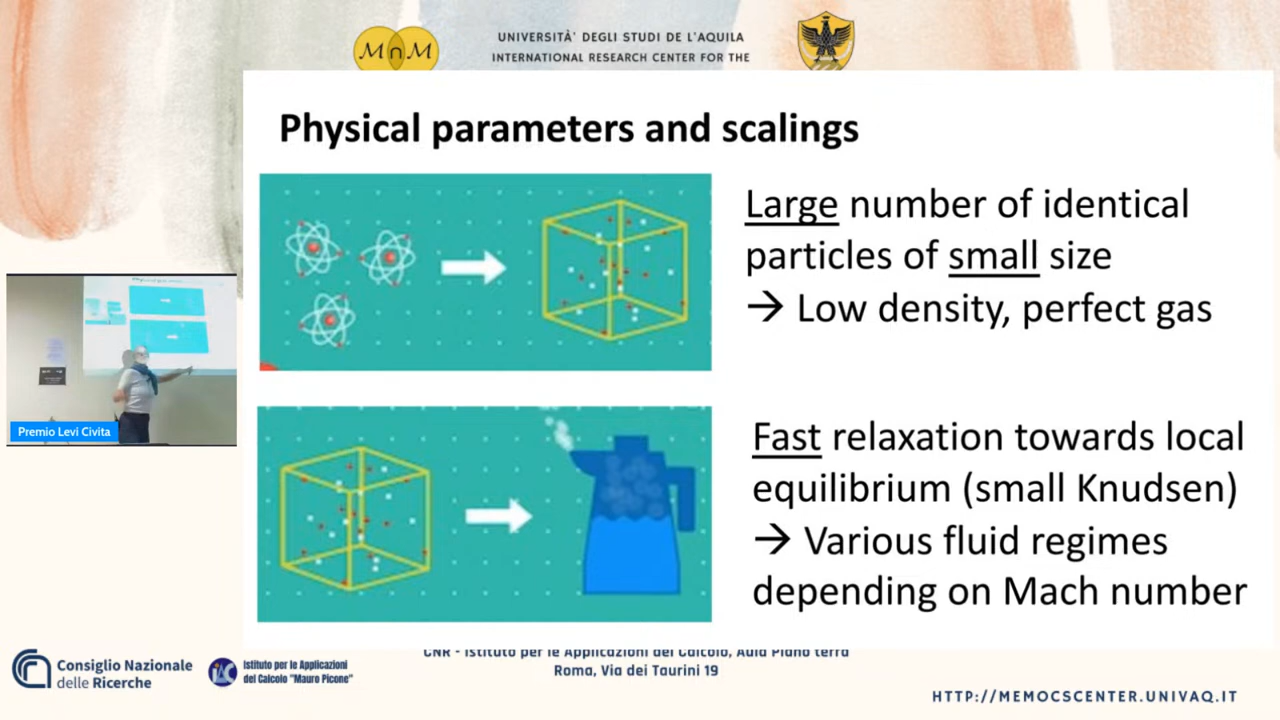 MnM
UNIVERSITÀ' DEGLI STUDI DE L'AQUILA
INTERNATIONAL RESEARCH CENTER FOR THE
Physical parameters and scalings
Large number of identical
particles of small size
→ Low density, perfect gas
Premio Levi Civita
Fast relaxation towards local
equilibrium (small Knudsen)
→ Various fluid regimes
depending on Mach number
Consiglio Nazionale
delle Ricerche
IAC
Istituto per le Applicazioni
del Calcolo "Mauro Picone"
CNR - Istituto per le Applicazioni del Calcolo, Aula Piano terra
Roma, Via dei Taurini 19
HTTP://MEMOCSCENTER.UNIVAQ.IT